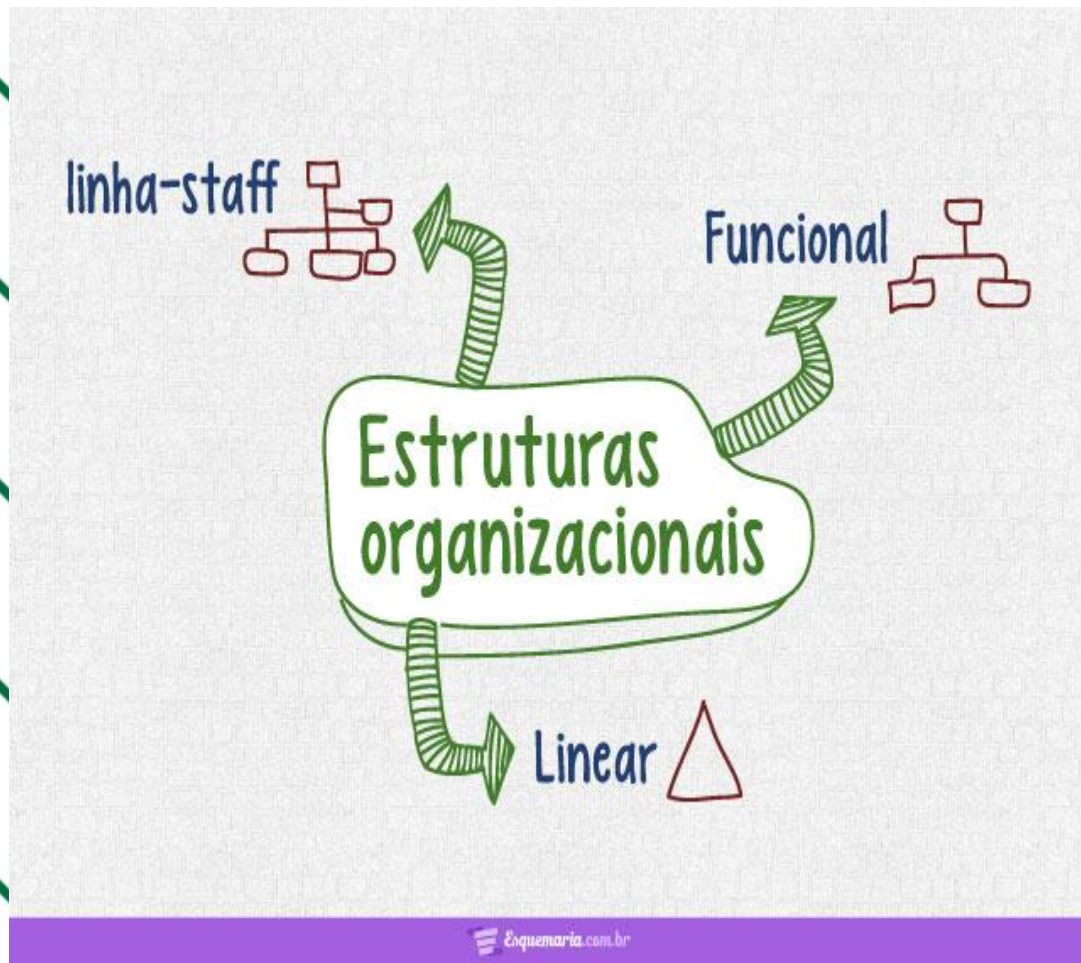 linha-staff
Funcional
Estruturas
organizacionais
Linear
Esquemaria.com.br